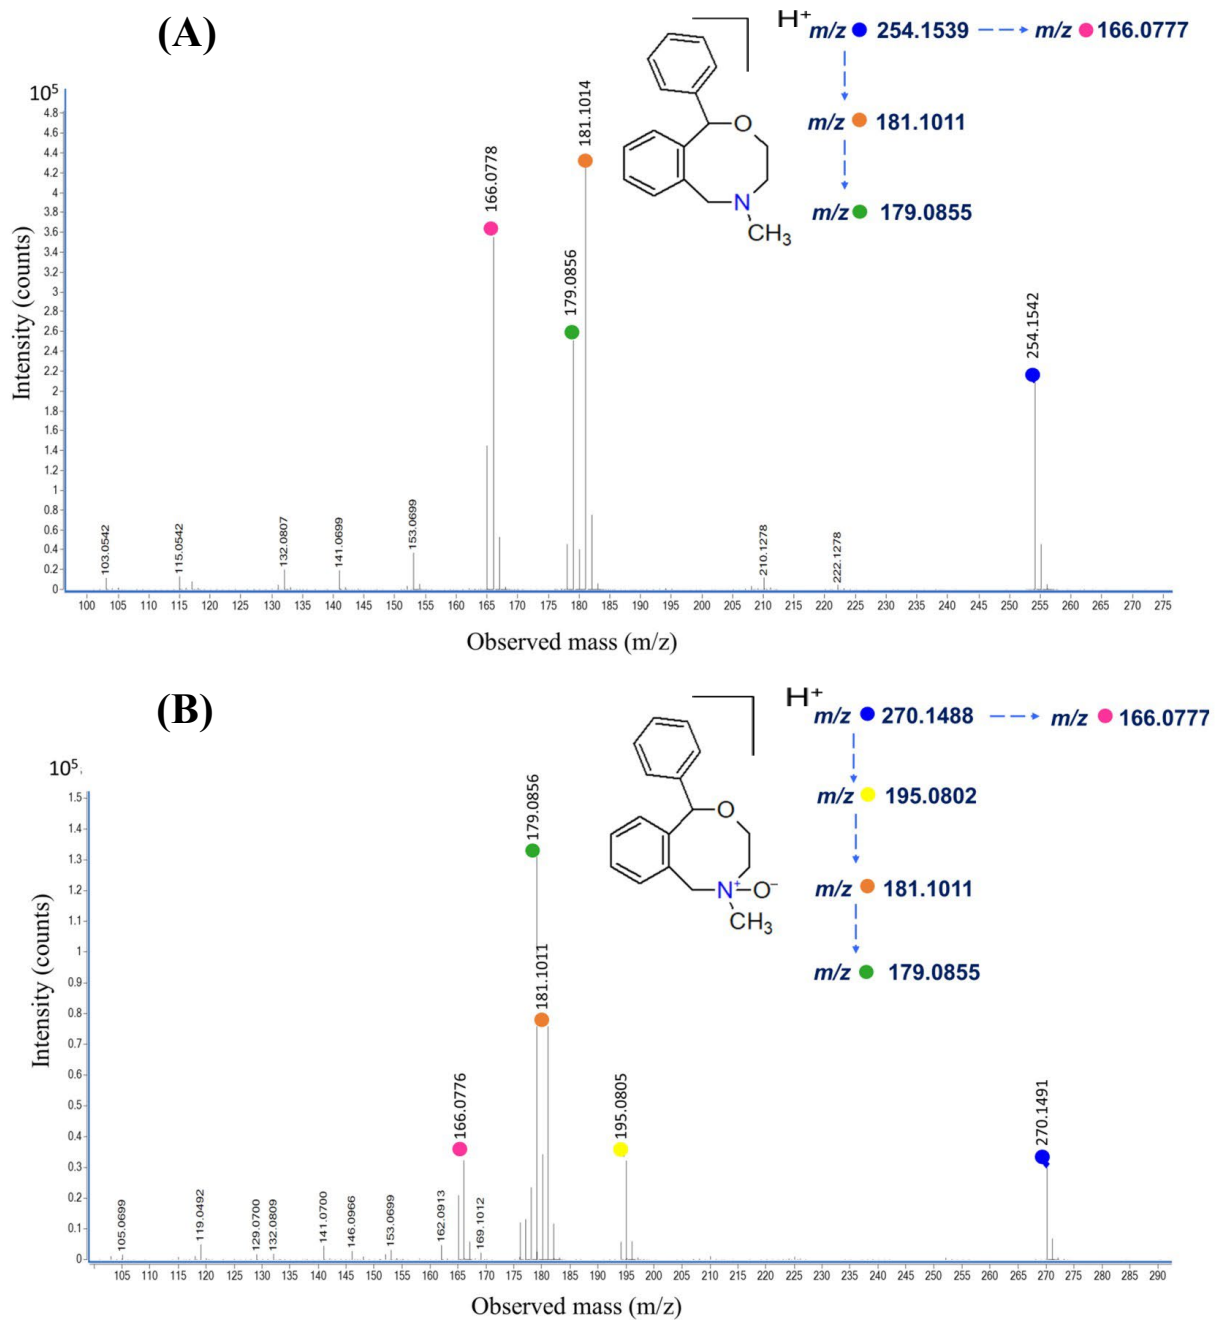 (A)
H+
m/z 254.1539 m/z 166.0777
m/z 181.1011
m/z 179.0855
O
N
CH3
10^5
4.8
4.6
4.4
4.2
4
3.8
3.6
3.4
3.2
3
2.8
2.6
2.4
2.2
2
1.8
1.6
1.4
1.2
1
0.8
0.6
0.4
0.2
0
Intensity (counts)
103.0542
115.0542
132.0807
141.0699
153.0699
166.0778
179.0856
181.1014
210.1278
222.1278
254.1542
100 105 110 115 120 125 130 135 140 145 150 155 160 165 170 175 180 185 190 195 200 205 210 215 220 225 230 235 240 245 250 255 260 265 270 275
Observed mass (m/z)
(B)
H+
m/z 270.1488 m/z 166.0777
m/z 195.0802
m/z 181.1011
m/z 179.0855
O
N+ O−
CH3
10^5
1.5
1.4
1.3
1.2
1.1
1
0.9
0.8
0.7
0.6
0.5
0.4
0.3
0.2
0.1
0
Intensity (counts)
105.0699
119.0492
129.0700
132.0809
141.0700
146.0966
153.0699
162.0913
166.0776
169.1012
179.0856
181.1011
195.0805
270.1491
105 110 115 120 125 130 135 140 145 150 155 160 165 170 175 180 185 190 195 200 205 210 215 220 225 230 235 240 245 250 255 260 265 270 275 280 285 290
Observed mass (m/z)